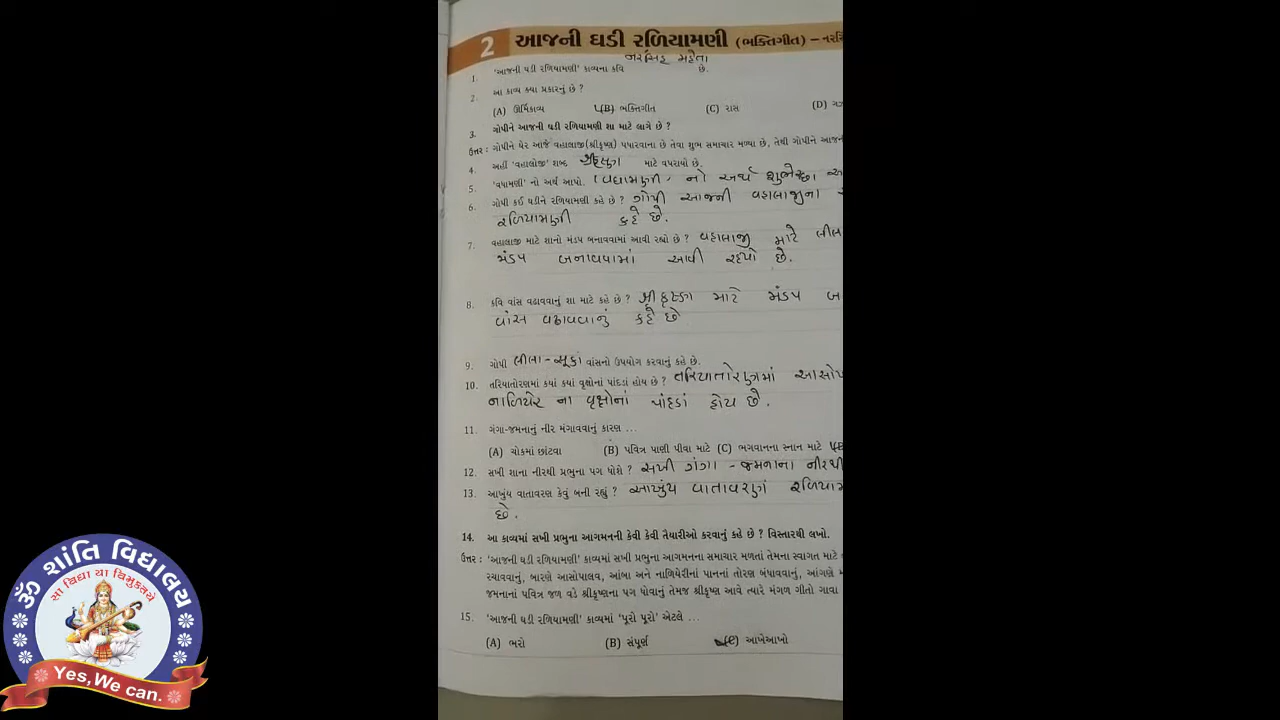 2 આજની ઘડી રળિયામણી (ભક્તિગીત) –
નરસિંહ મહેતા
1. 'આજની ઘડી રળિયામણી' કાવ્યના કવિ છે.
2. આ કાવ્ય ક્યા પ્રકારનું છે ?
(A) ઊર્મિકાવ્ય (B) ભક્તિગીત (C) રાસ (D)
3. ગોપીને આજની ઘડી રળિયામણી શા માટે લાગે છે ?
ઉત્તર : ગોપીને ઘેર આજે વહાલાજી(શ્રીકૃષ્ણ) પધારવાના છે તેવા શુભ સમાચાર મળ્યા છે, તેથી ગોપીને આજની
4. અહીં 'વહાલોજી' શબ્દ શ્રીકૃષ્ણ માટે વપરાયો છે.
5. 'વધામણી' નો અર્થ આપો. 'વધામણી' નો અર્થ શુભેચ્છા
6. ગોપી કઈ ઘડીને રળિયામણી કહે છે ? ગોપી આજની વહાલાજીના
રળિયામણી કહે છે.
7. વહાલાજી માટે શાનો મંડપ બનાવવામાં આવી રહ્યો છે ? વહાલાજી માટે
મંડપ બનાવવામાં આવી રહ્યો છે.
8. કવિ વાંસ વઢાવવાનું શા માટે કહે છે ? શ્રીકૃષ્ણ માટે મંડપ
વાંસ વઢાવવાનું કહે છે
9. ગોપી લીલા - સૂકા વાંસનો ઉપયોગ કરવાનું કહે છે.
10. તરિયાતોરણમાં કયાં કયાં વૃક્ષોનાં પાંદડાં હોય છે ? તરિયાતોરણમાં
નાળિયેર ના વૃક્ષોનાં પાંદડાં હોય છે.
11. ગંગા-જમનાનું નીર મંગાવવાનું કારણ ...
(A) ચોકમાં છાંટવા (B) પવિત્ર પાણી પીવા માટે (C) ભગવાનના સ્નાન માટે
12. સખી શાના નીરથી પ્રભુના પગ ધોશે ? સખી ગંગા - જમનાના નીરથી
13. આખુંય વાતાવરણ કેવું બની રહ્યું ? આખુંય વાતાવરણ
છે.
14. આ કાવ્યમાં સખી પ્રભુના આગમનની કેવી કેવી તૈયારીઓ કરવાનું કહે છે ? વિસ્તારથી લખો.
ઉત્તર : 'આજની ઘડી રળિયામણી' કાવ્યમાં સખી પ્રભુના આગમનના સમાચાર મળતાં તેમના સ્વાગત માટે
રચાવવાનું, બારણે આસોપાલવ, આંબા અને નાળિયેરીનાં પાનનાં તોરણ બંધાવવાનું, આંગણે
જમનાનાં પવિત્ર જળ વડે શ્રીકૃષ્ણના પગ ધોવાનું તેમજ શ્રીકૃષ્ણ આવે ત્યારે મંગળ ગીતો ગાવા
15. 'આજની ઘડી રળિયામણી' કાવ્યમાં 'પૂરો પૂરો' એટલે ...
(A) ભરો (B) સંપૂર્ણ (C) આખેઆખો
ૐ શાંતિ વિદ્યાલય
સા વિદ્યા યા વિમુક્તયે
Yes, We can.